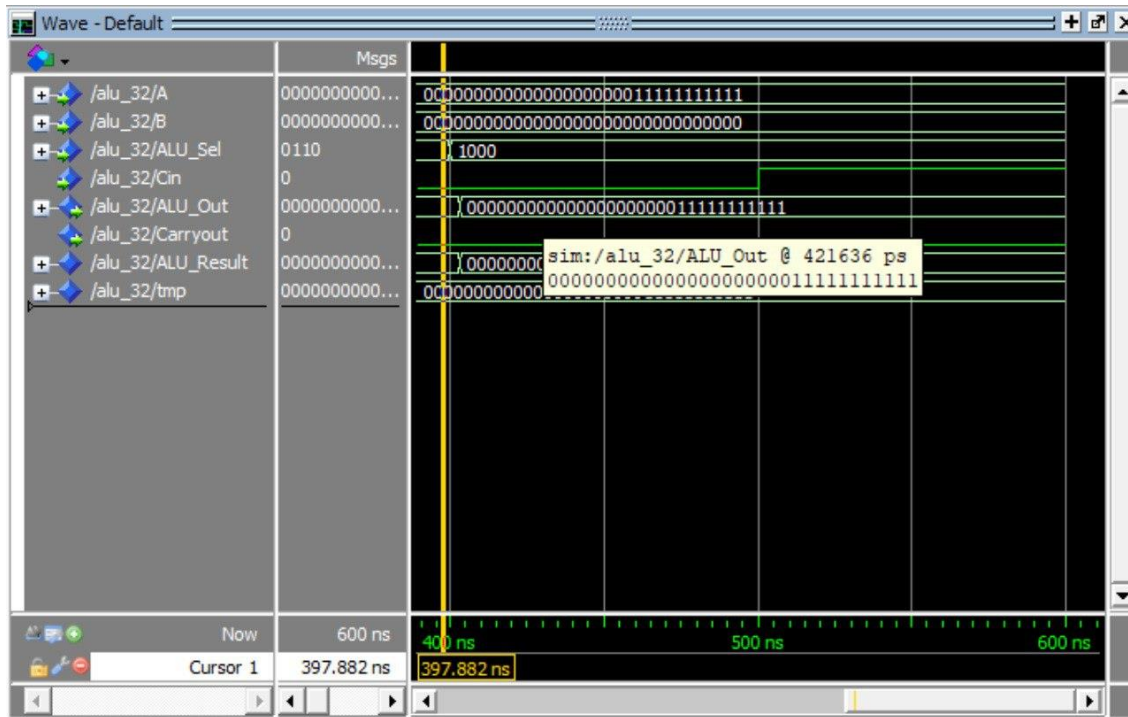 Wave - Default
Msgs
/alu_32/A 0000000000... 00000000000000000000011111111111
/alu_32/B 0000000000... 00000000000000000000000000000000
/alu_32/ALU_Sel 0110 1000
/alu_32/Cin 0
/alu_32/ALU_Out 0000000000... 00000000000000000000011111111111
/alu_32/Carryout 0
/alu_32/ALU_Result 0000000000... 00000000
/alu_32/tmp 0000000000... 000000000000
sim:/alu_32/ALU_Out @ 421636 ps
00000000000000000000011111111111
Now 600 ns 400 ns 500 ns 600 ns
Cursor 1 397.882 ns 397.882 ns